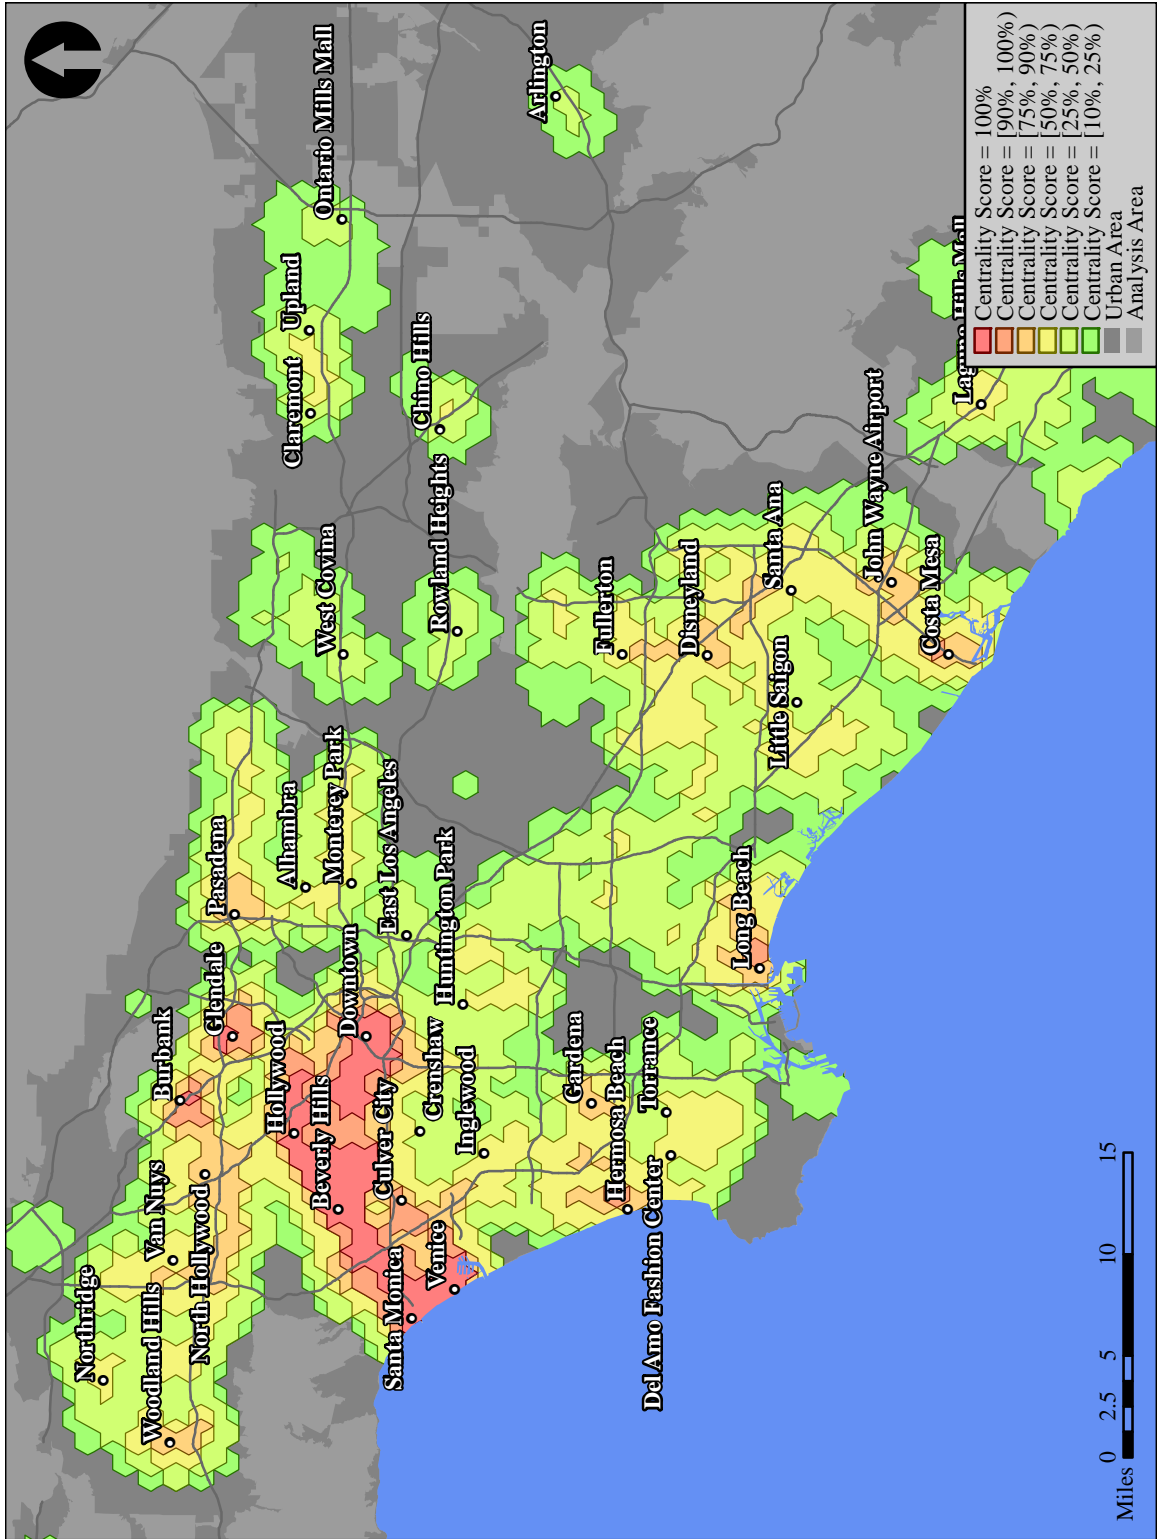 Northridge
Woodland Hills
Van Nuys
North Hollywood
Burbank
Glendale
Pasadena
Hollywood
Beverly Hills
Downtown
Alhambra
Monterey Park
East Los Angeles
Huntington Park
Culver City
Crenshaw
Inglewood
Santa Monica
Venice
Gardena
Hermosa Beach
Torrance
Del Amo Fashion Center
Long Beach
West Covina
Rowland Heights
Claremont
Upland
Ontario Mills Mall
Chino Hills
Arlington
Fullerton
Disneyland
Little Saigon
Santa Ana
John Wayne Airport
Costa Mesa
Laguna Hills Mall
Centrality Score = 100%
Centrality Score = [90%, 100%)
Centrality Score = [75%, 90%)
Centrality Score = [50%, 75%)
Centrality Score = [25%, 50%)
Centrality Score = [10%, 25%)
Urban Area
Analysis Area
0 2.5 5 10 15
Miles